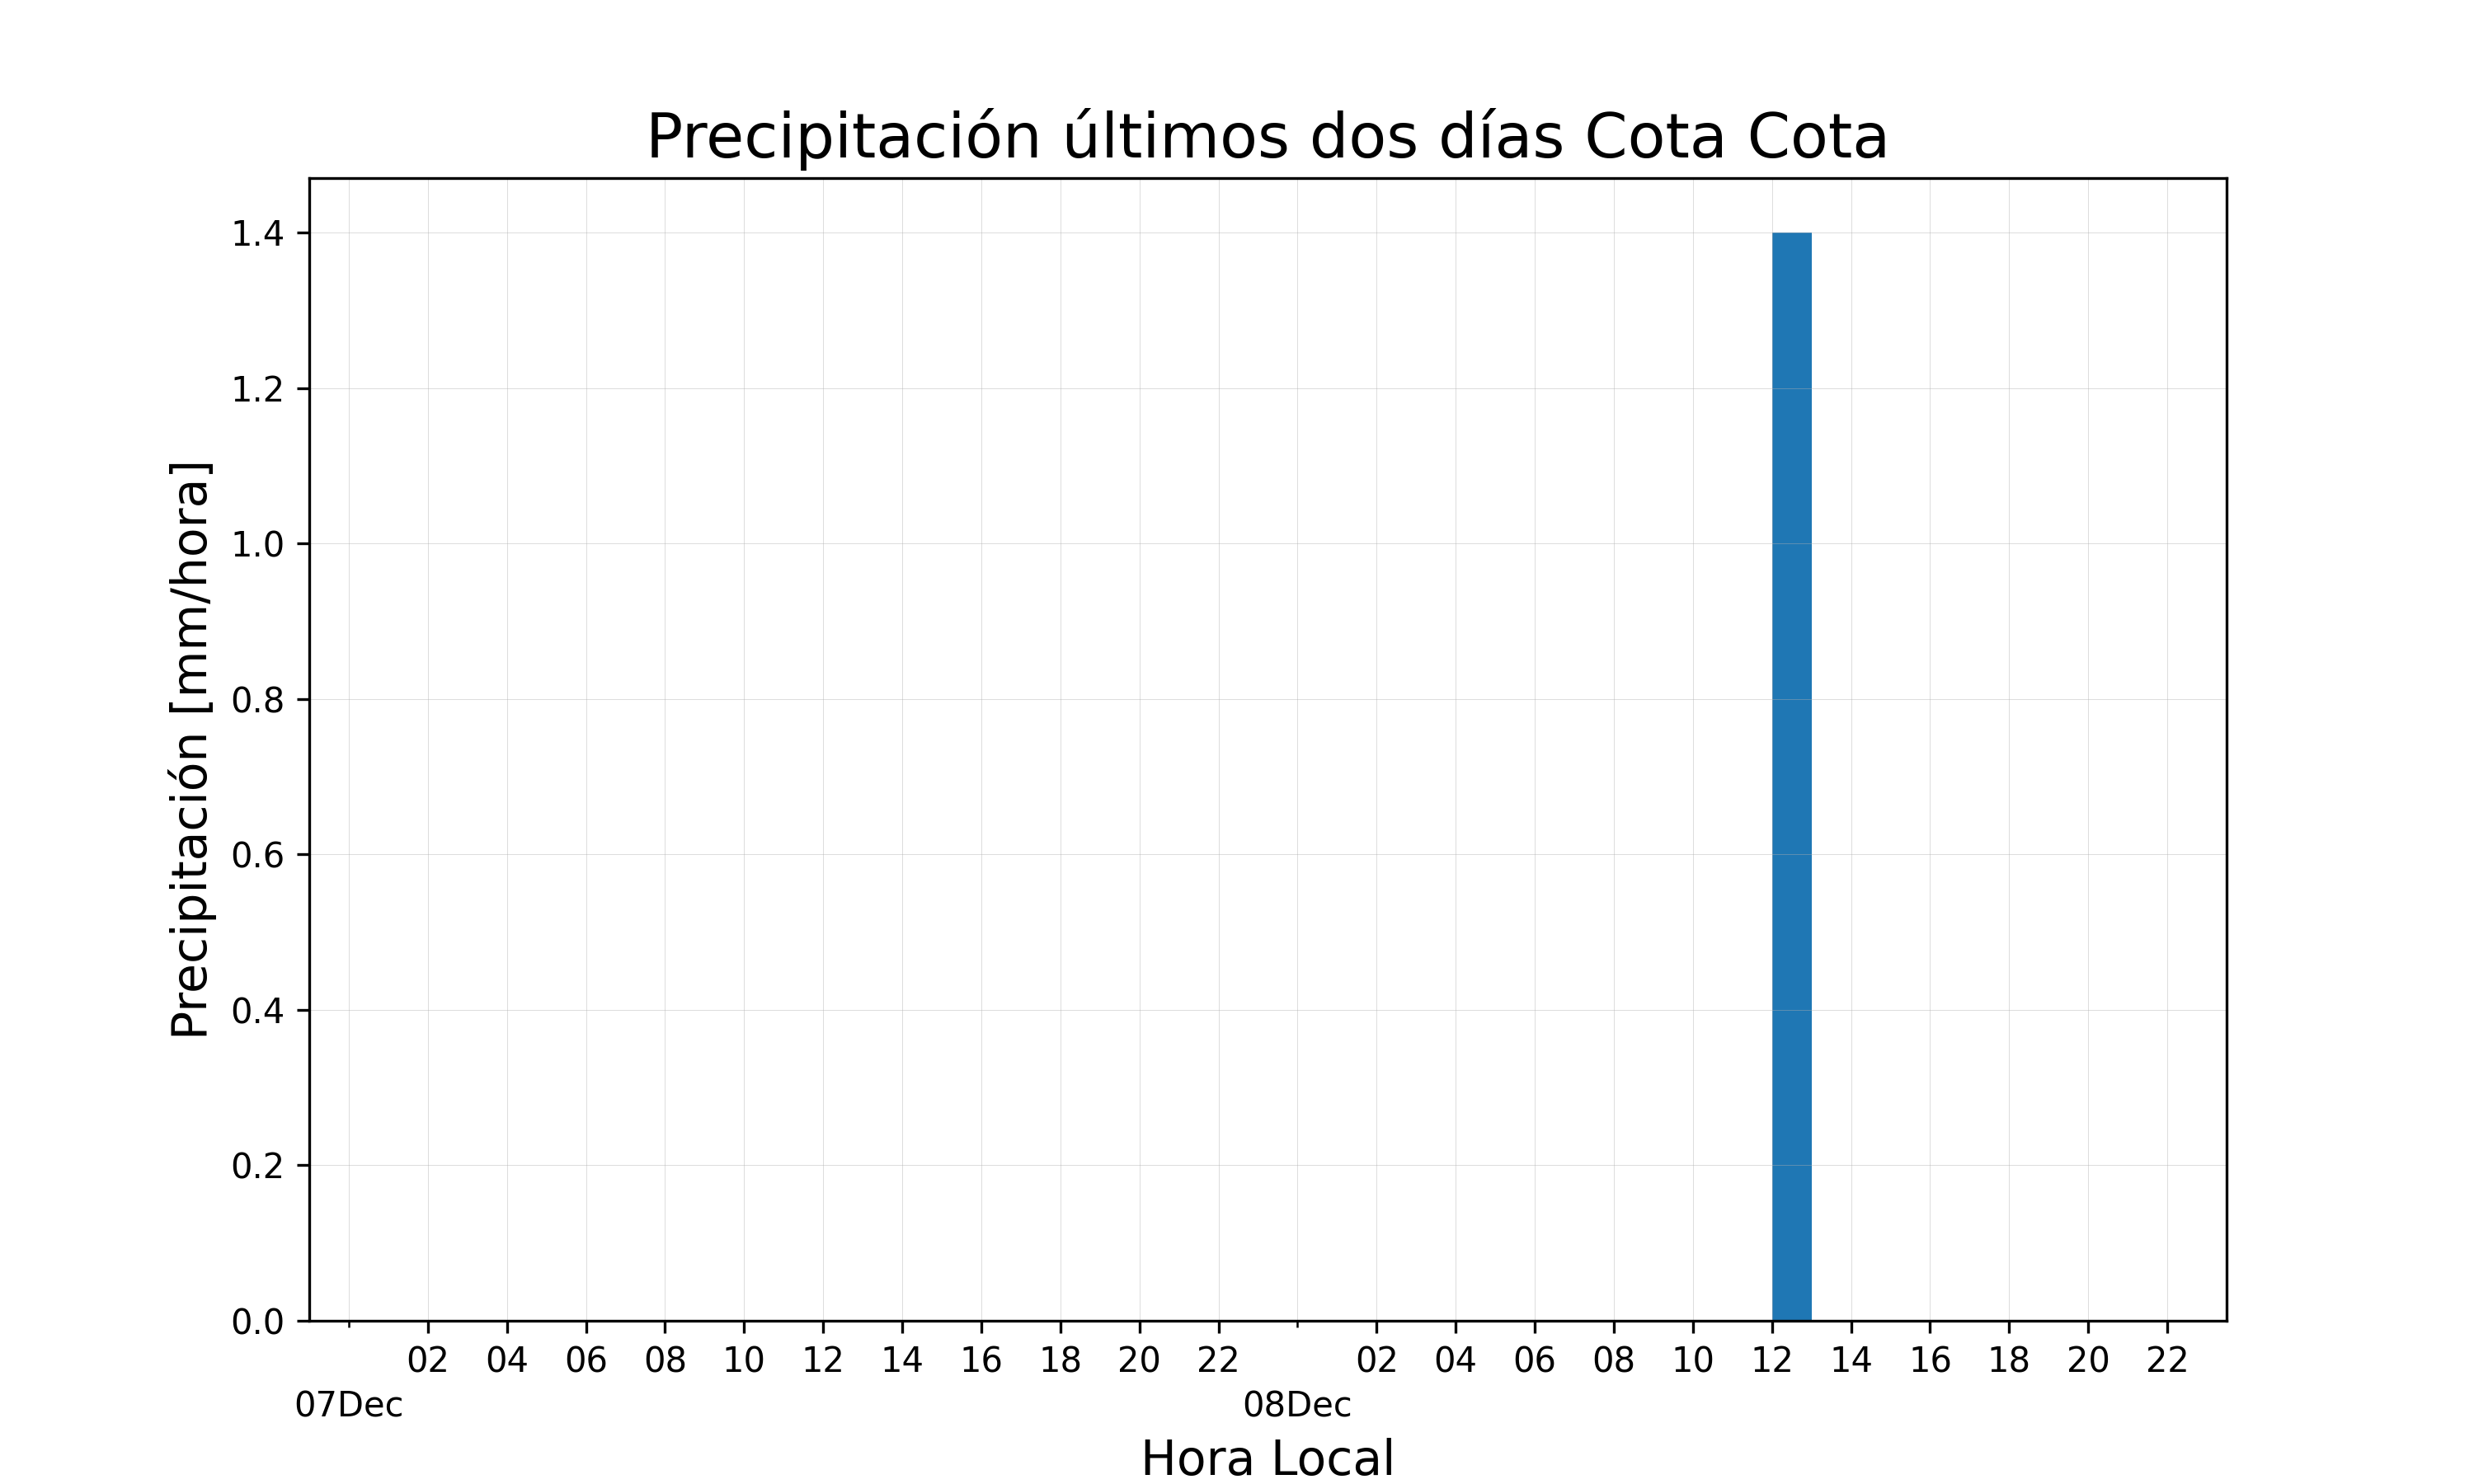 Precipitación últimos dos días Cota Cota
Precipitación [mm/hora]
1.4
1.2
1.0
0.8
0.6
0.4
0.2
0.0
02 04 06 08 10 12 14 16 18 20 22 02 04 06 08 10 12 14 16 18 20 22
07Dec 08Dec
Hora Local